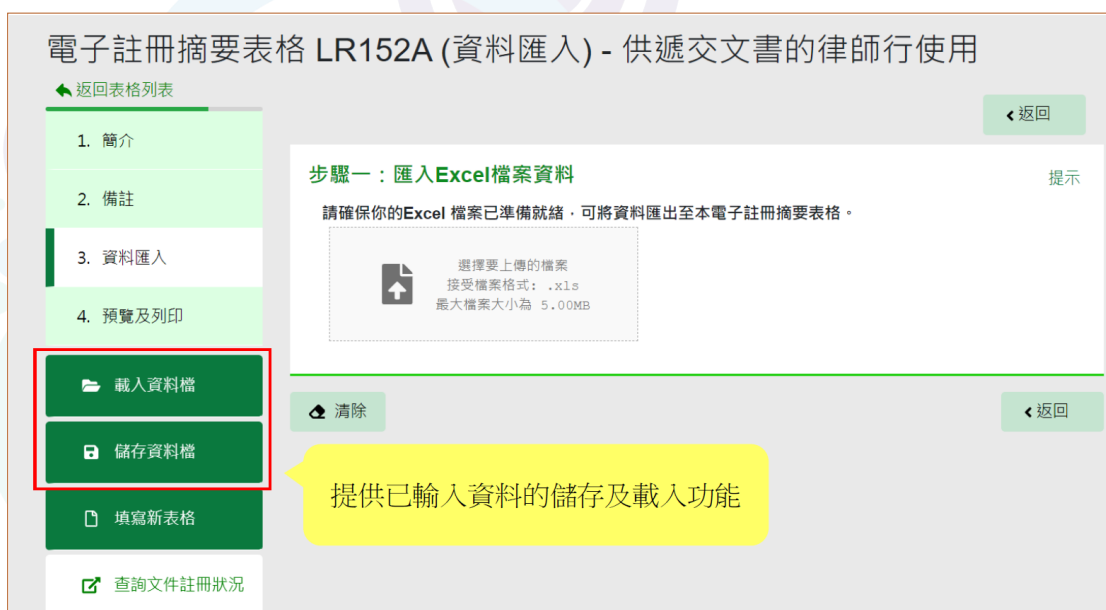 電子註冊摘要表格 LR152A (資料匯入) - 供遞交文書的律師行使用
返回表格列表
返回
1. 簡介
2. 備註
3. 資料匯入
4. 預覽及列印
載入資料檔
儲存資料檔
填寫新表格
查詢文件註冊狀況
步驟一：匯入Excel檔案資料
提示
請確保你的Excel 檔案已準備就緒，可將資料匯出至本電子註冊摘要表格。
選擇要上傳的檔案
接受檔案格式: .xls
最大檔案大小為 5.00MB
清除
返回
提供已輸入資料的儲存及載入功能